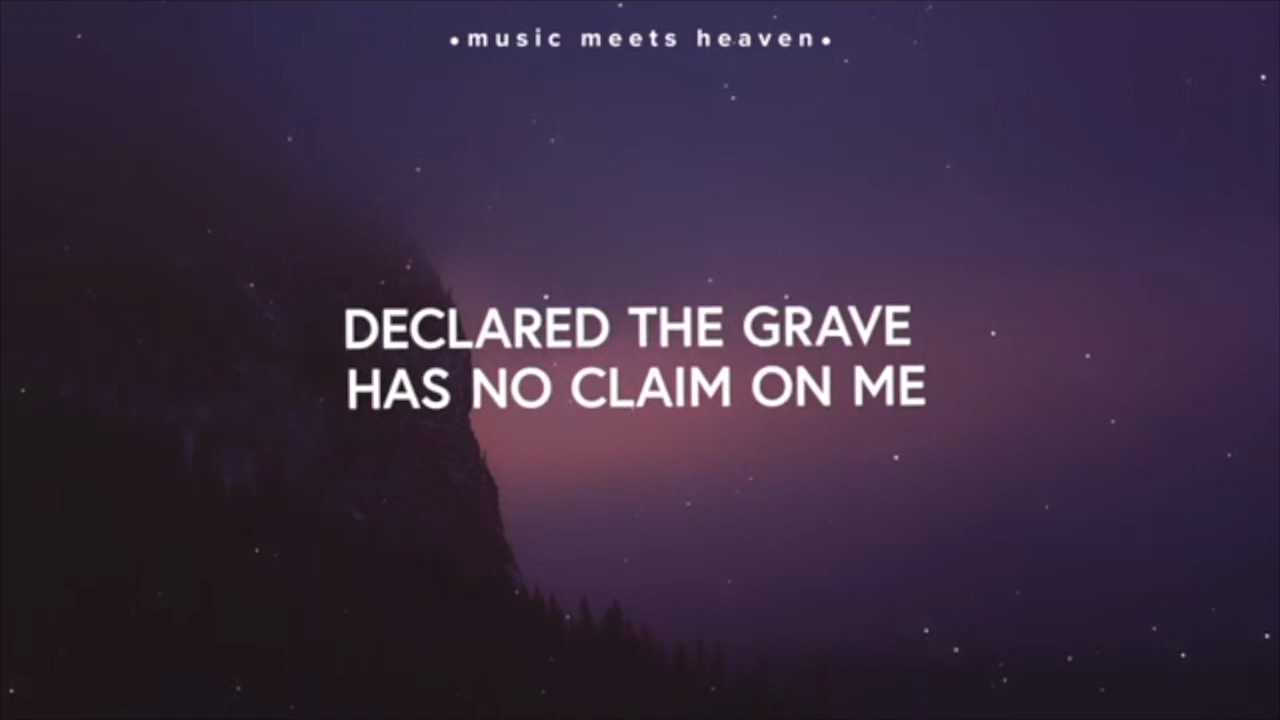 •music meets heaven•
DECLARED THE GRAVE
HAS NO CLAIM ON ME